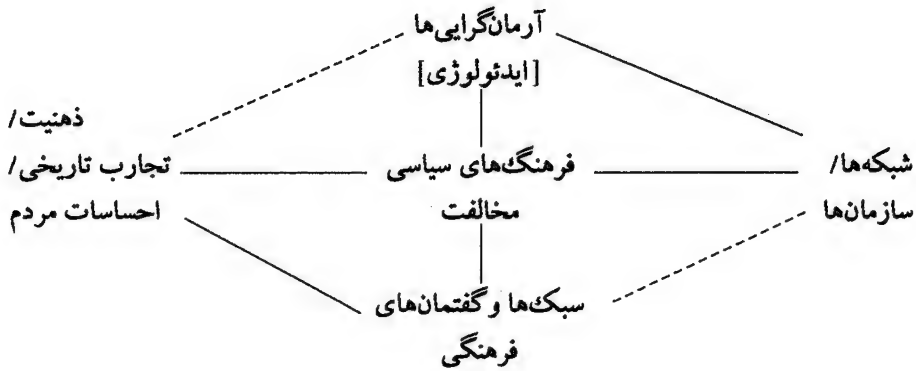 آرمان‌گرایی‌ها
[ایدئولوژی]
شبکه‌ها/
سازمان‌ها
فرهنگ‌های سیاسی
مخالفت
ذهنیت/
تجارب تاریخی/
احساسات مردم
سبک‌ها و گفتمان‌های
فرهنگی